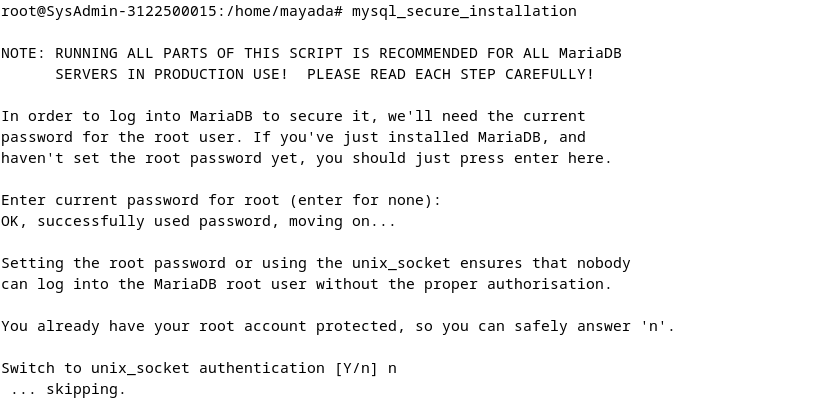 root@SysAdmin-3122500015:/home/mayada# mysql_secure_installation

NOTE: RUNNING ALL PARTS OF THIS SCRIPT IS RECOMMENDED FOR ALL MariaDB
      SERVERS IN PRODUCTION USE!  PLEASE READ EACH STEP CAREFULLY!

In order to log into MariaDB to secure it, we'll need the current
password for the root user. If you've just installed MariaDB, and
haven't set the root password yet, you should just press enter here.

Enter current password for root (enter for none):
OK, successfully used password, moving on...

Setting the root password or using the unix_socket ensures that nobody
can log into the MariaDB root user without the proper authorisation.

You already have your root account protected, so you can safely answer 'n'.

Switch to unix_socket authentication [Y/n] n
 ... skipping.